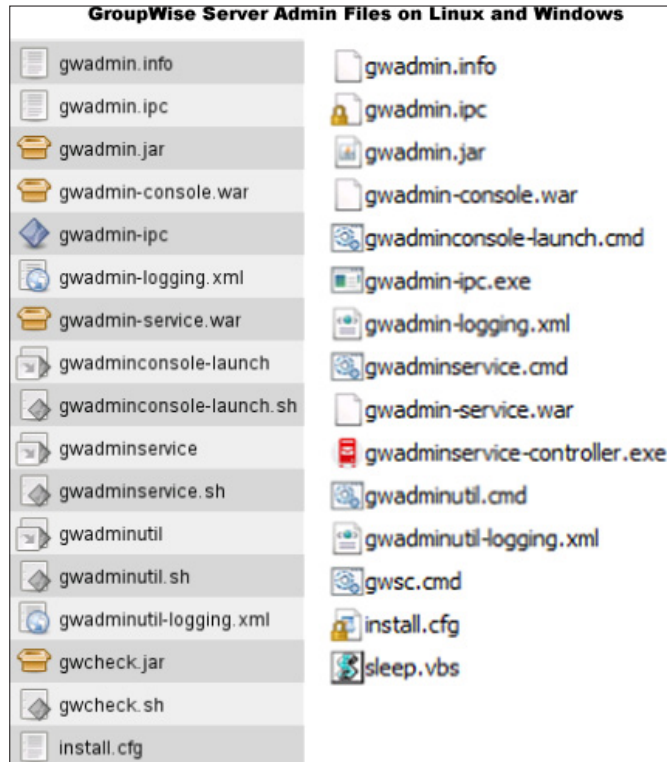 GroupWise Server Admin Files on Linux and Windows
gwadmin.info
gwadmin.ipc
gwadmin.jar
gwadmin-console.war
gwadmin-ipc
gwadmin-logging.xml
gwadmin-service.war
gwadminconsole-launch
gwadminconsole-launch.sh
gwadminservice
gwadminservice.sh
gwadminutil
gwadminutil.sh
gwadminutil-logging.xml
gwcheck.jar
gwcheck.sh
install.cfg
gwadmin.info
gwadmin.ipc
gwadmin.jar
gwadmin-console.war
gwadminconsole-launch.cmd
gwadmin-ipc.exe
gwadmin-logging.xml
gwadminservice.cmd
gwadmin-service.war
gwadminservice-controller.exe
gwadminutil.cmd
gwadminutil-logging.xml
gwsc.cmd
install.cfg
sleep.vbs